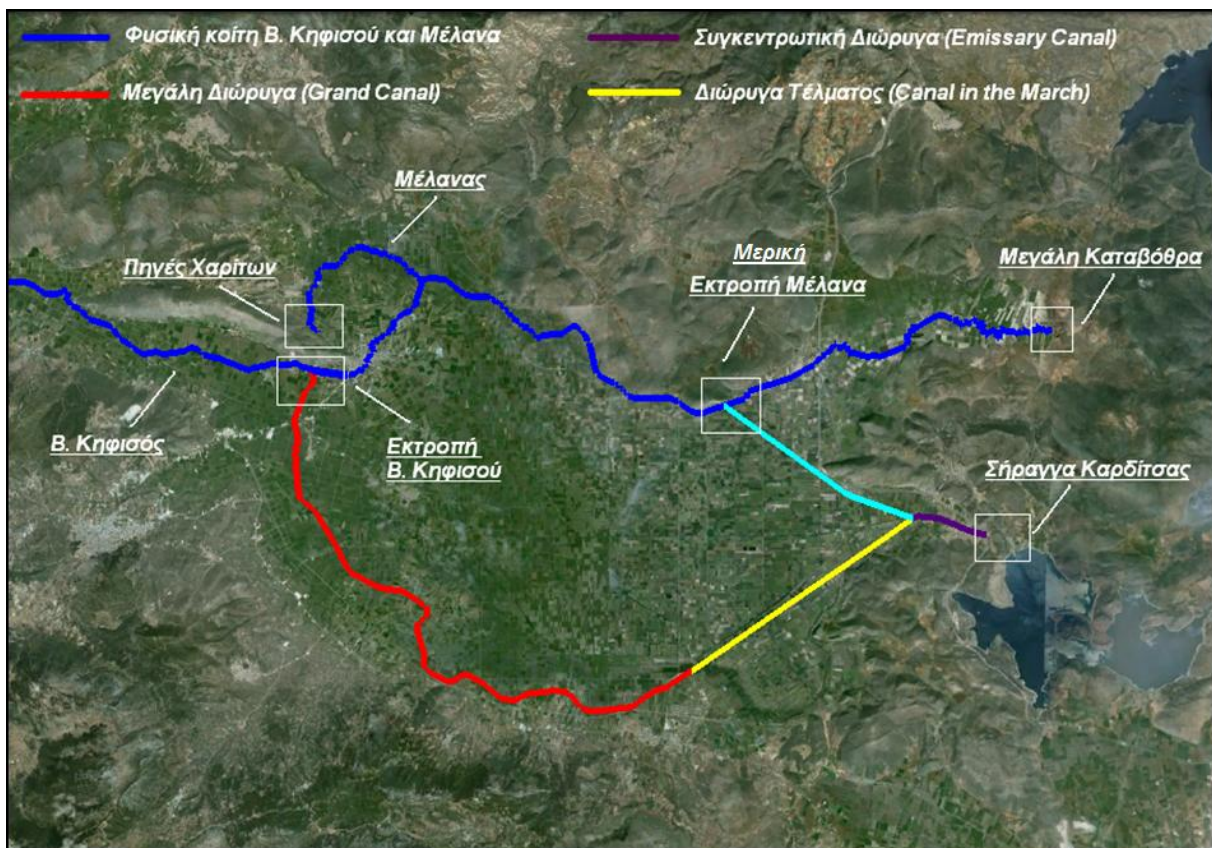 Φυσική κοίτη Β. Κηφισού και Μέλανα
Συγκεντρωτική Διώρυγα (Emissary Canal)
Μεγάλη Διώρυγα (Grand Canal)
Διώρυγα Τέλματος (Canal in the March)
Μέλανας
Πηγές Χαρίτων
Μερική
Εκτροπή Μέλανα
Μεγάλη Καταβόθρα
Β. Κηφισός
Εκτροπή
Β. Κηφισού
Σήραγγα Καρδίτσας